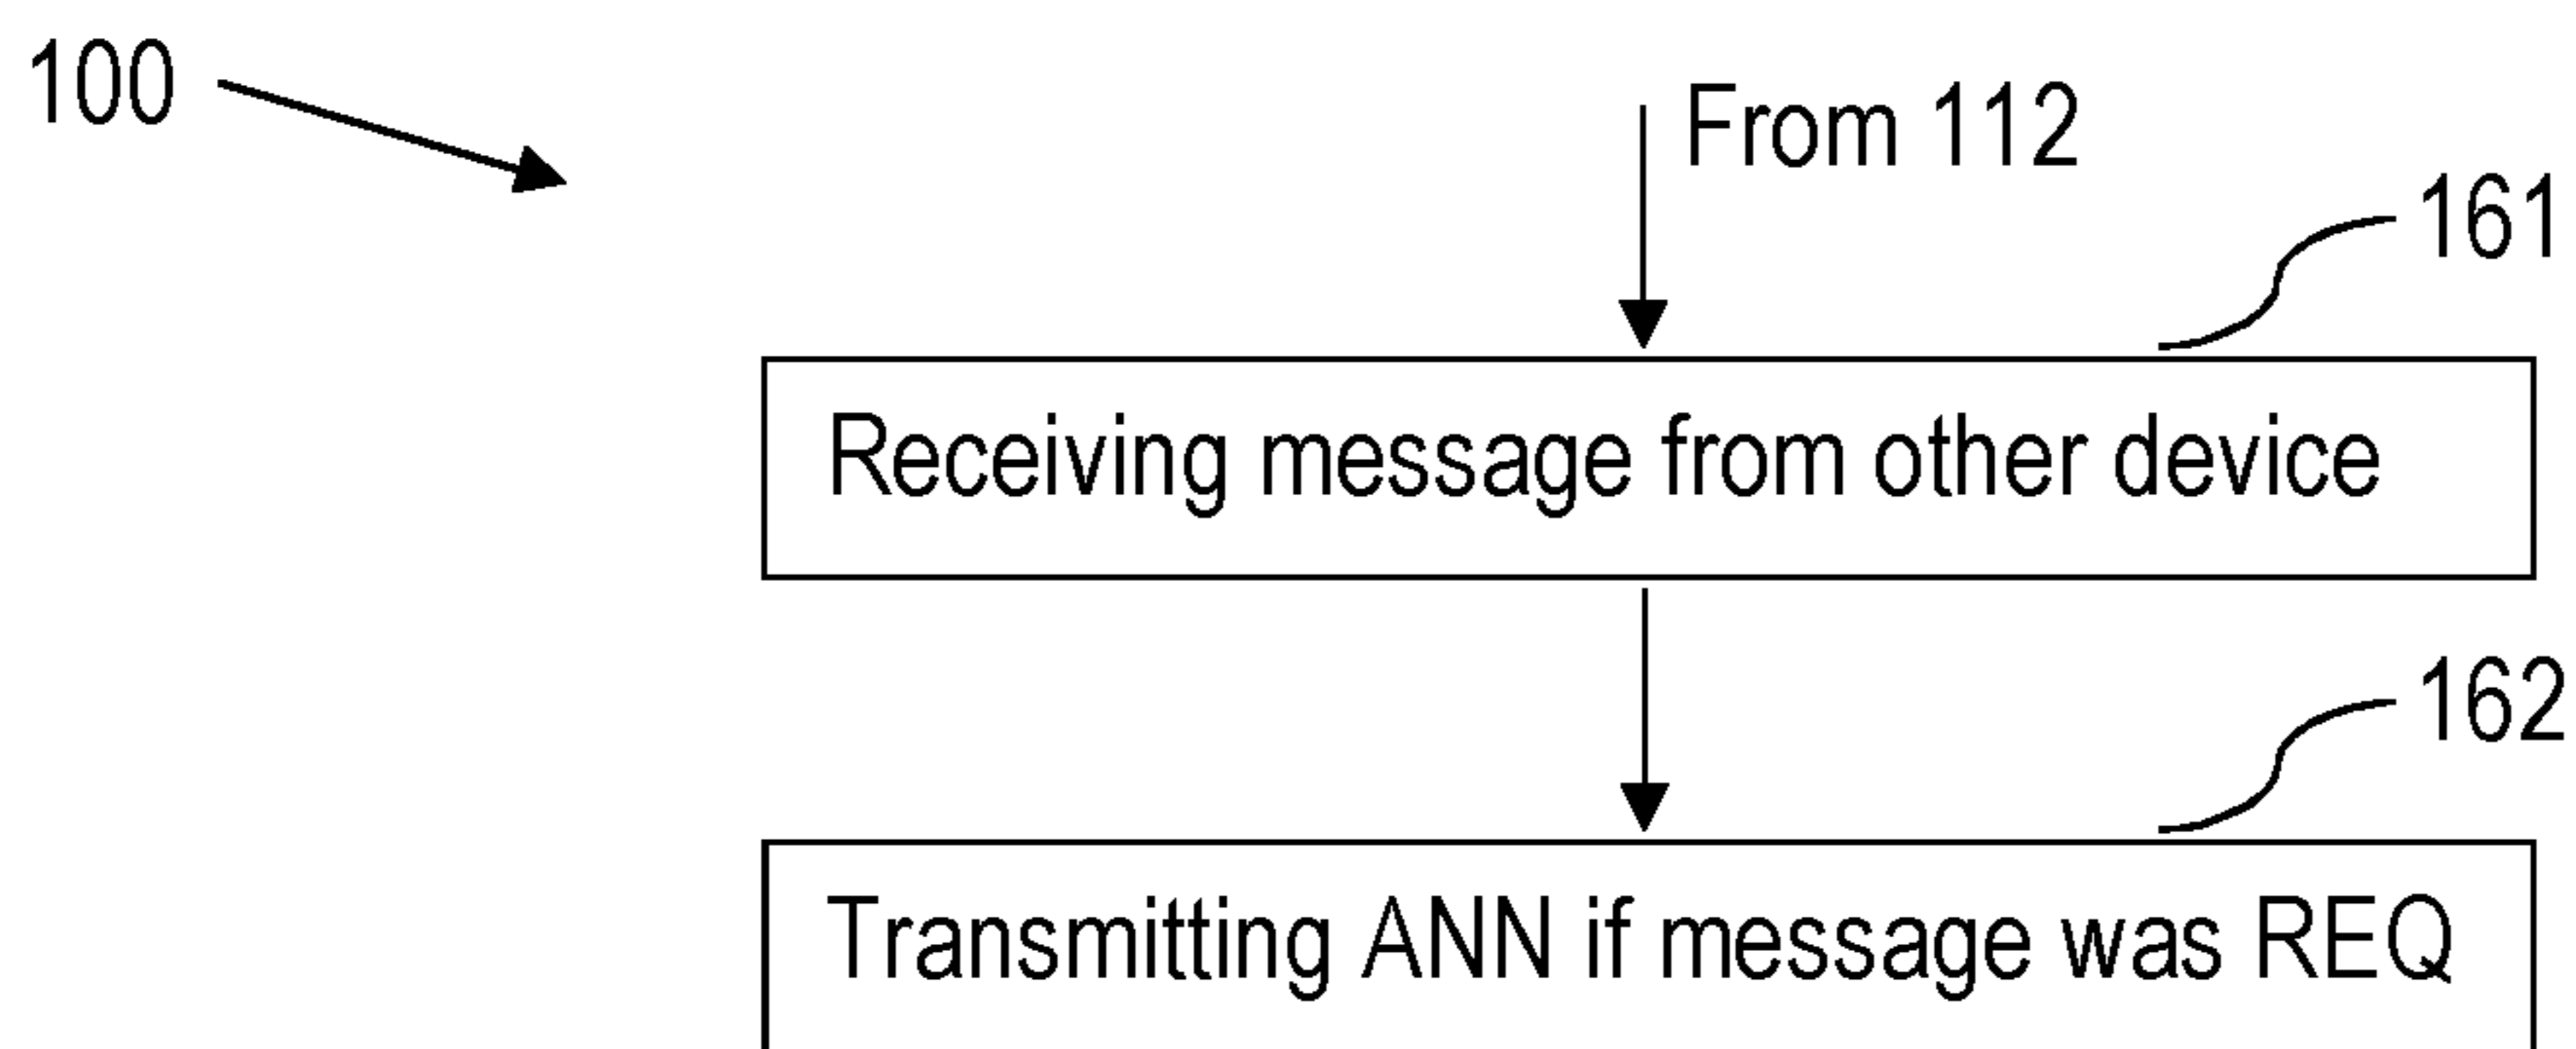 100
From 112
161
Receiving message from other device
162
Transmitting ANN if message was REQ